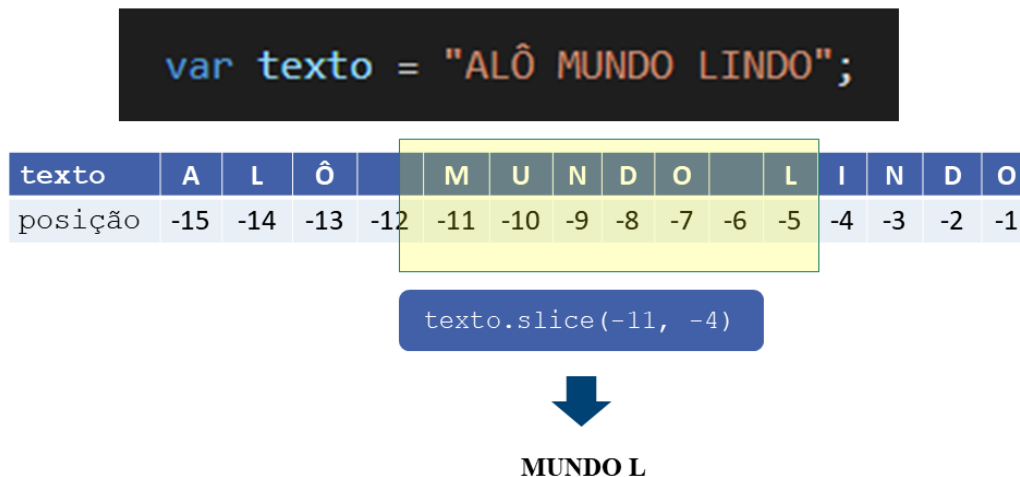 var texto = "ALÔ MUNDO LINDO";
texto A L Ô M U N D O L I N D O
posição -15 -14 -13 -12 -11 -10 -9 -8 -7 -6 -5 -4 -3 -2 -1
texto.slice(-11, -4)
MUNDO L